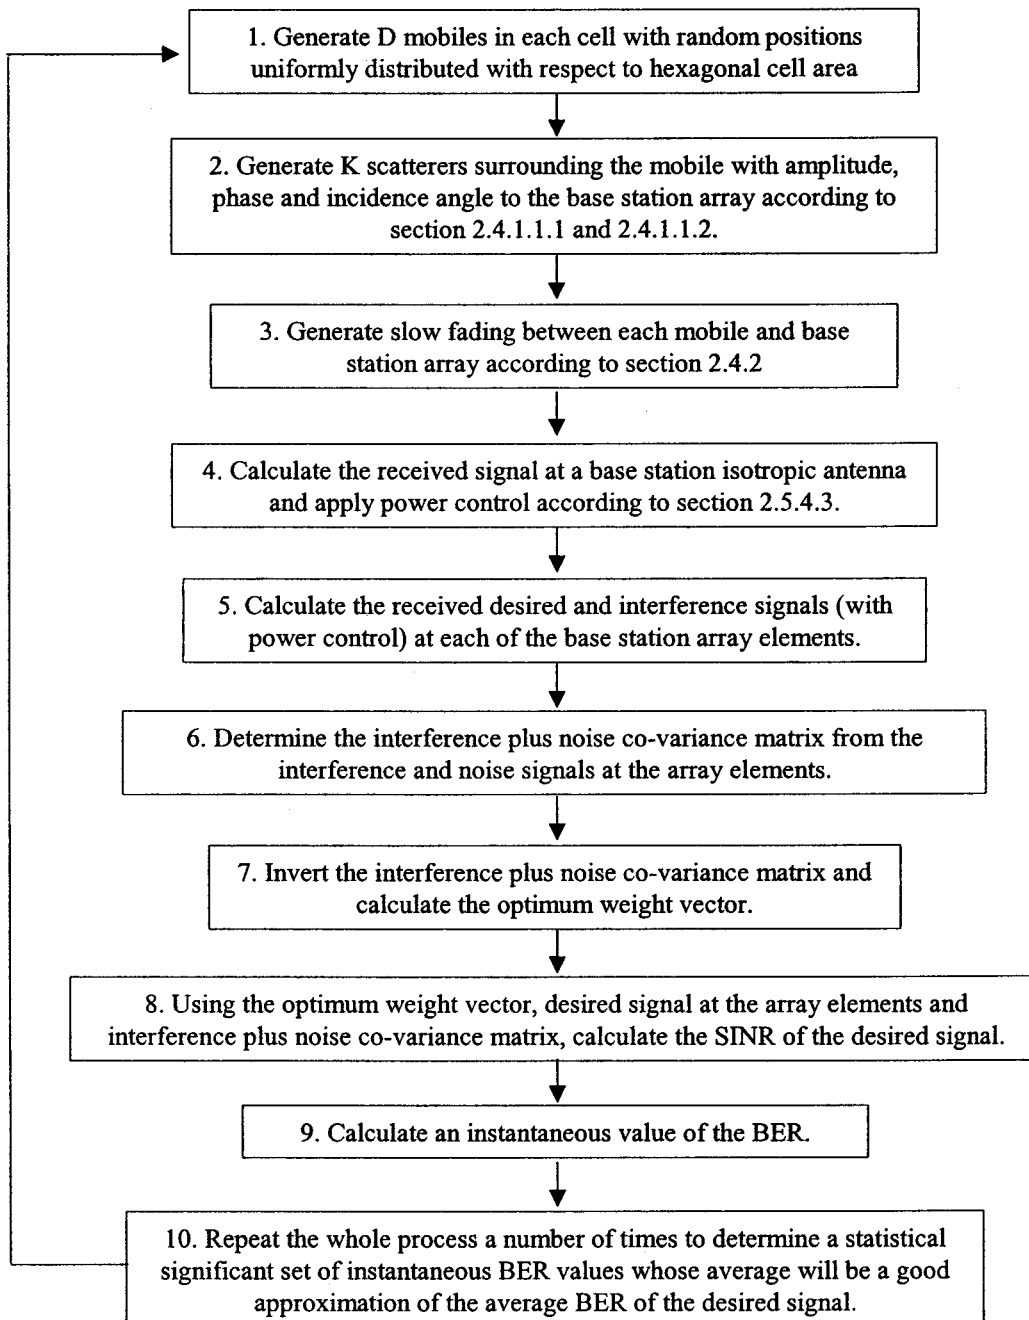 1. Generate D mobiles in each cell with random positions
uniformly distributed with respect to hexagonal cell area
2. Generate K scatterers surrounding the mobile with amplitude,
phase and incidence angle to the base station array according to
section 2.4.1.1.1 and 2.4.1.1.2.
3. Generate slow fading between each mobile and base
station array according to section 2.4.2
4. Calculate the received signal at a base station isotropic antenna
and apply power control according to section 2.5.4.3.
5. Calculate the received desired and interference signals (with
power control) at each of the base station array elements.
6. Determine the interference plus noise co-variance matrix from the
interference and noise signals at the array elements.
7. Invert the interference plus noise co-variance matrix and
calculate the optimum weight vector.
8. Using the optimum weight vector, desired signal at the array elements and
interference plus noise co-variance matrix, calculate the SINR of the desired signal.
9. Calculate an instantaneous value of the BER.
10. Repeat the whole process a number of times to determine a statistical
significant set of instantaneous BER values whose average will be a good
approximation of the average BER of the desired signal.